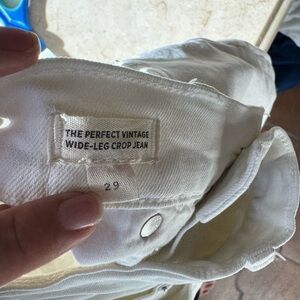 THE PERFECT VINTAGE
WIDE-LEG CROP JEAN
29